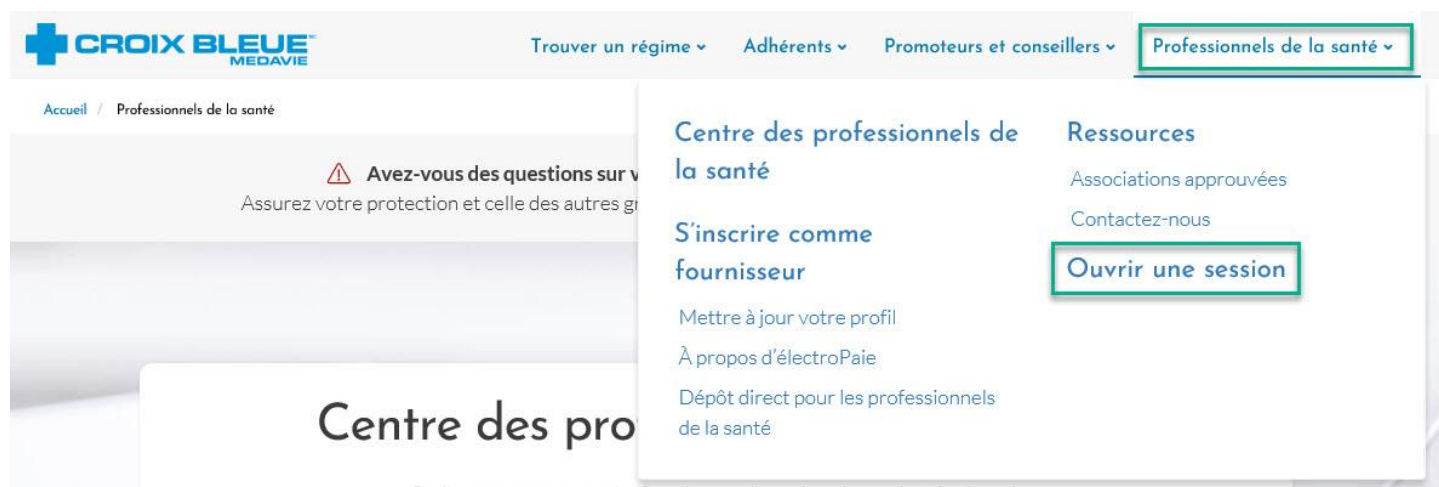 CROIX BLEUE
MEDAVIE
Trouver un régime
Adhérents
Promoteurs et conseillers
Professionnels de la santé
Accueil / Professionnels de la santé
Avez-vous des questions sur v
Assurez votre protection et celle des autres gr
Centre des professionnels de
la santé
S'inscrire comme
fournisseur
Mettre à jour votre profil
À propos d'électroPaie
Dépôt direct pour les professionnels
de la santé
Ressources
Associations approuvées
Contactez-nous
Ouvrir une session
Centre des pro